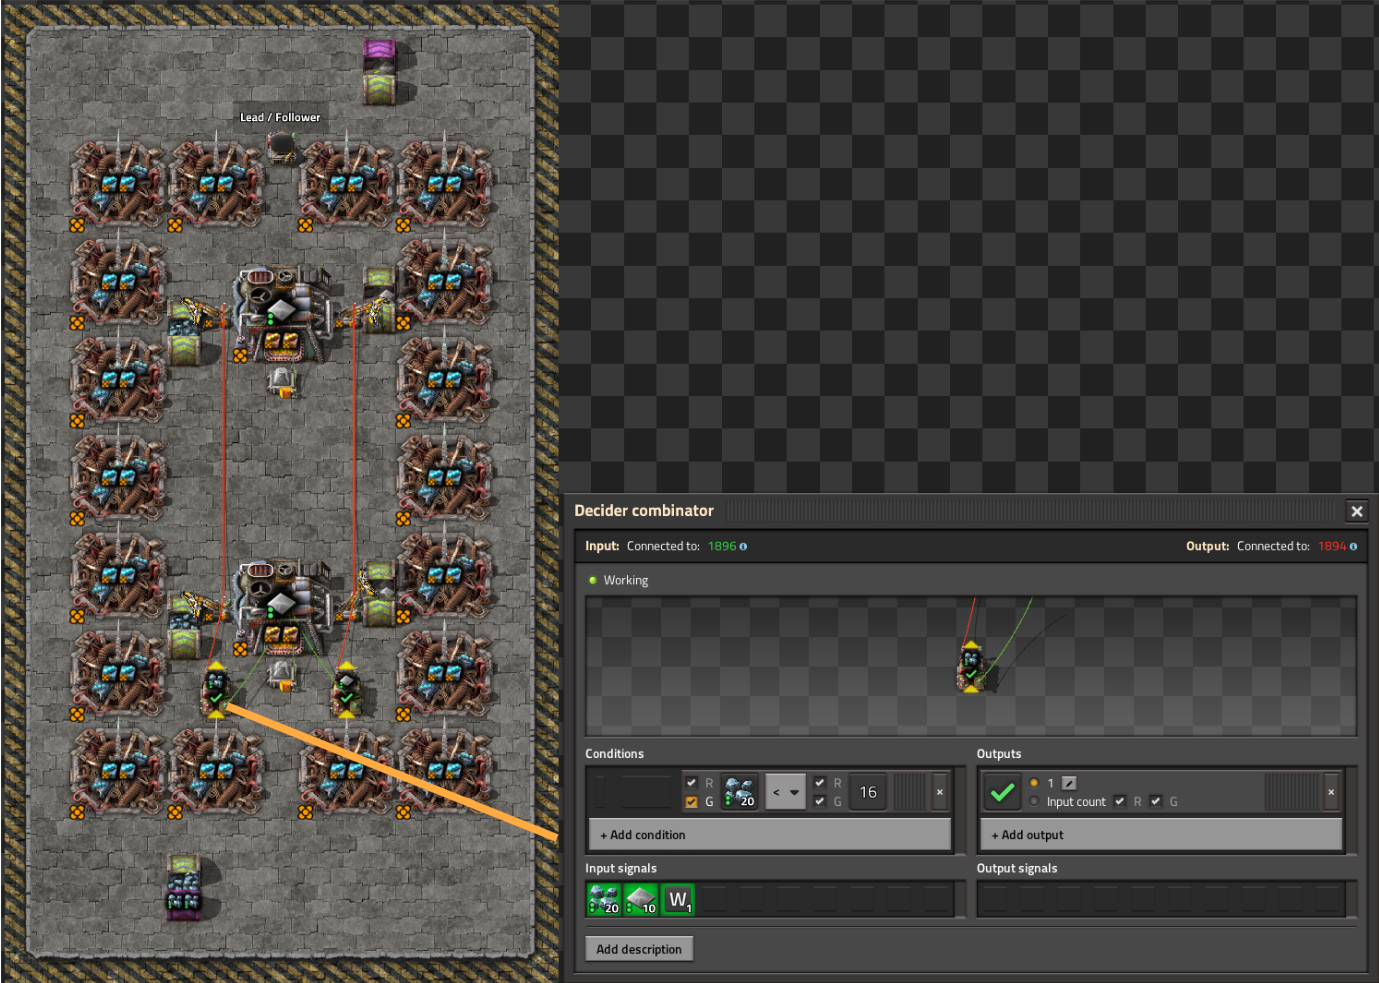 Lead / Follower
Decider combinator
Input: Connected to: 1896
Output: Connected to: 1894
Working
Conditions
Outputs
R
G
20
<
R
G
16
+ Add condition
1
Input count
R
G
+ Add output
Input signals
20
10
W
1
Output signals
Add description